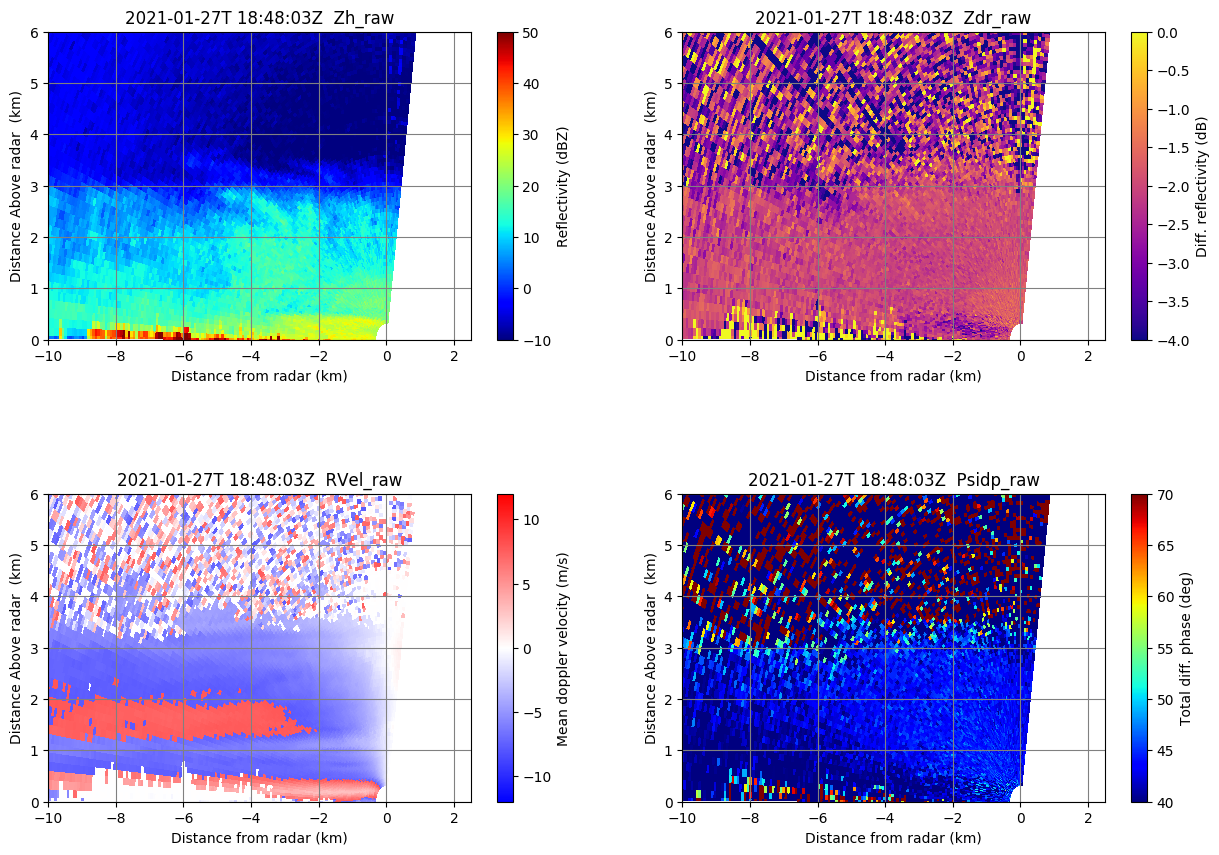 2021-01-27T 18:48:03Z  Zh_raw
Distance Above radar  (km)
6
5
4
3
2
1
0
−10 −8 −6 −4 −2 0 2
Distance from radar (km)
50
40
30
20
10
0
−10
Reflectivity (dBZ)
2021-01-27T 18:48:03Z  Zdr_raw
Distance Above radar  (km)
6
5
4
3
2
1
0
−10 −8 −6 −4 −2 0 2
Distance from radar (km)
0.0
−0.5
−1.0
−1.5
−2.0
−2.5
−3.0
−3.5
−4.0
Diff. reflectivity (dB)
2021-01-27T 18:48:03Z  RVel_raw
Distance Above radar  (km)
6
5
4
3
2
1
0
−10 −8 −6 −4 −2 0 2
Distance from radar (km)
10
5
0
−5
−10
Mean doppler velocity (m/s)
2021-01-27T 18:48:03Z  Psidp_raw
Distance Above radar  (km)
6
5
4
3
2
1
0
−10 −8 −6 −4 −2 0 2
Distance from radar (km)
70
65
60
55
50
45
40
Total diff. phase (deg)